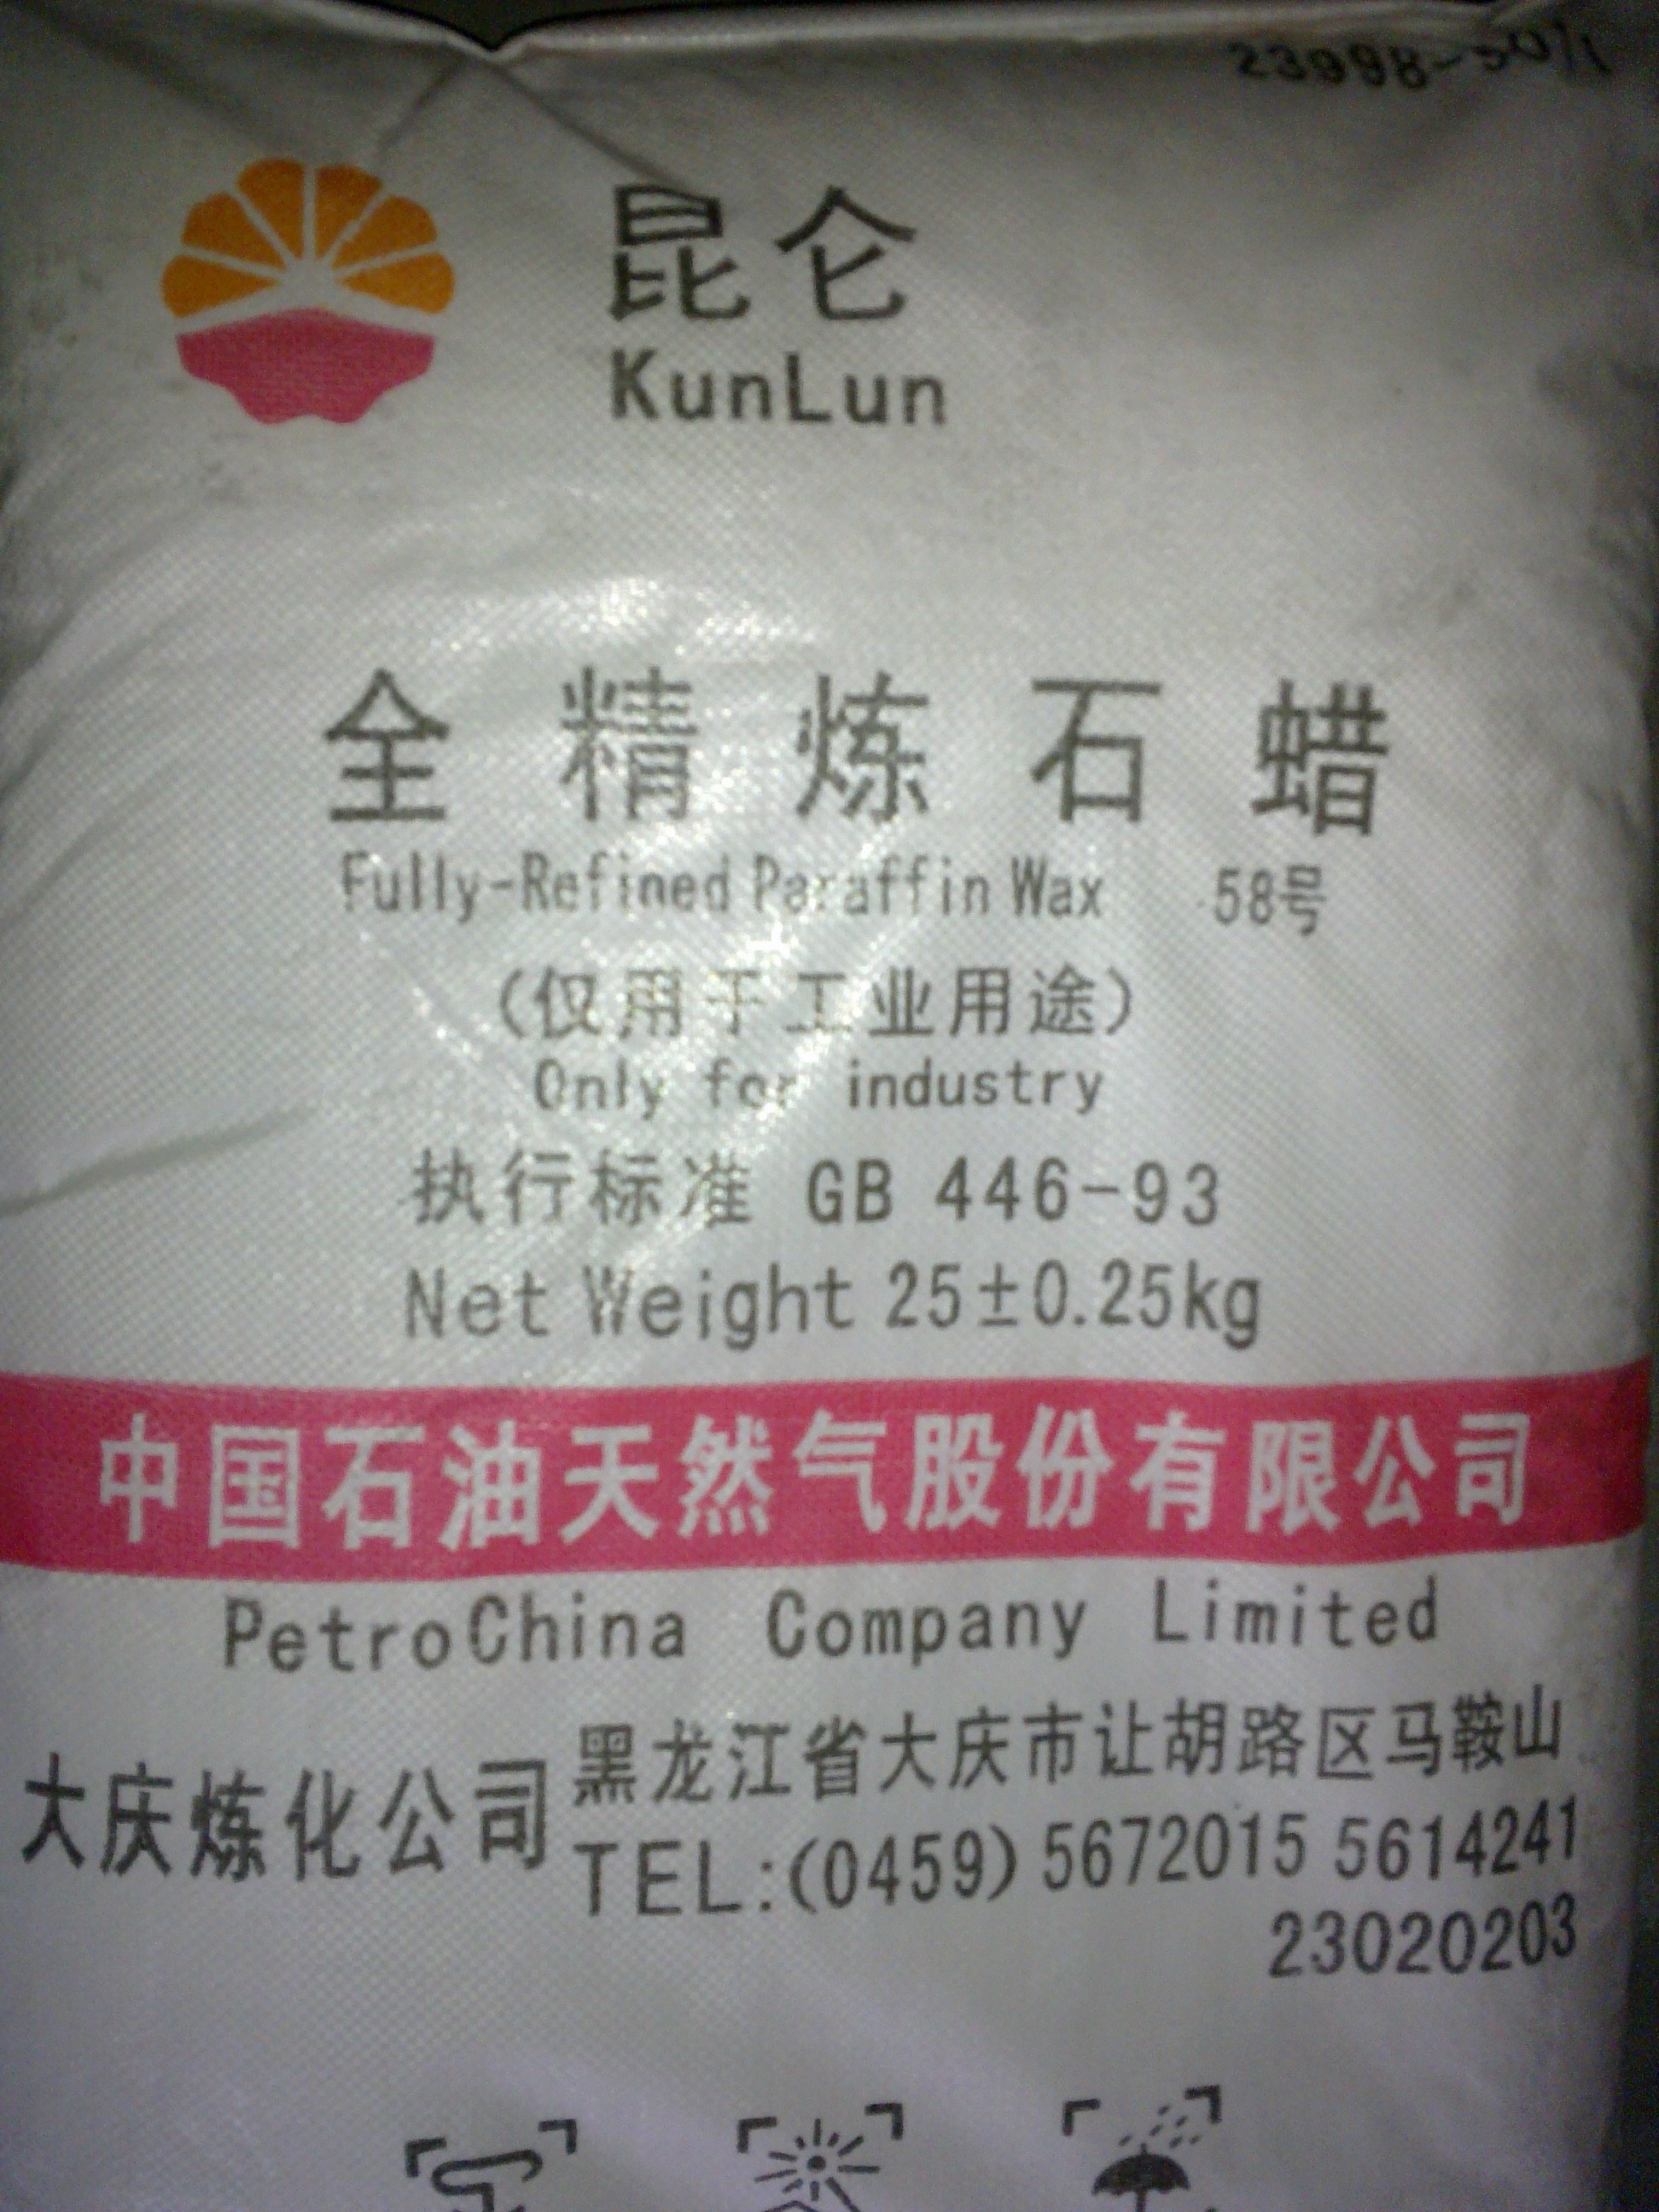 昆仑
KunLun
全精炼石蜡
Fully-Refined Paraffin Wax 58号
(仅用于工业用途)
Only for industry
执行标准 GB 446-93
Net Weight 25±0.25kg
中国石油天然气股份有限公司
PetroChina Company Limited
大庆炼化公司
黑龙江省大庆市让胡路区马鞍山
TEL:(0459) 5672015 5614241
23020203